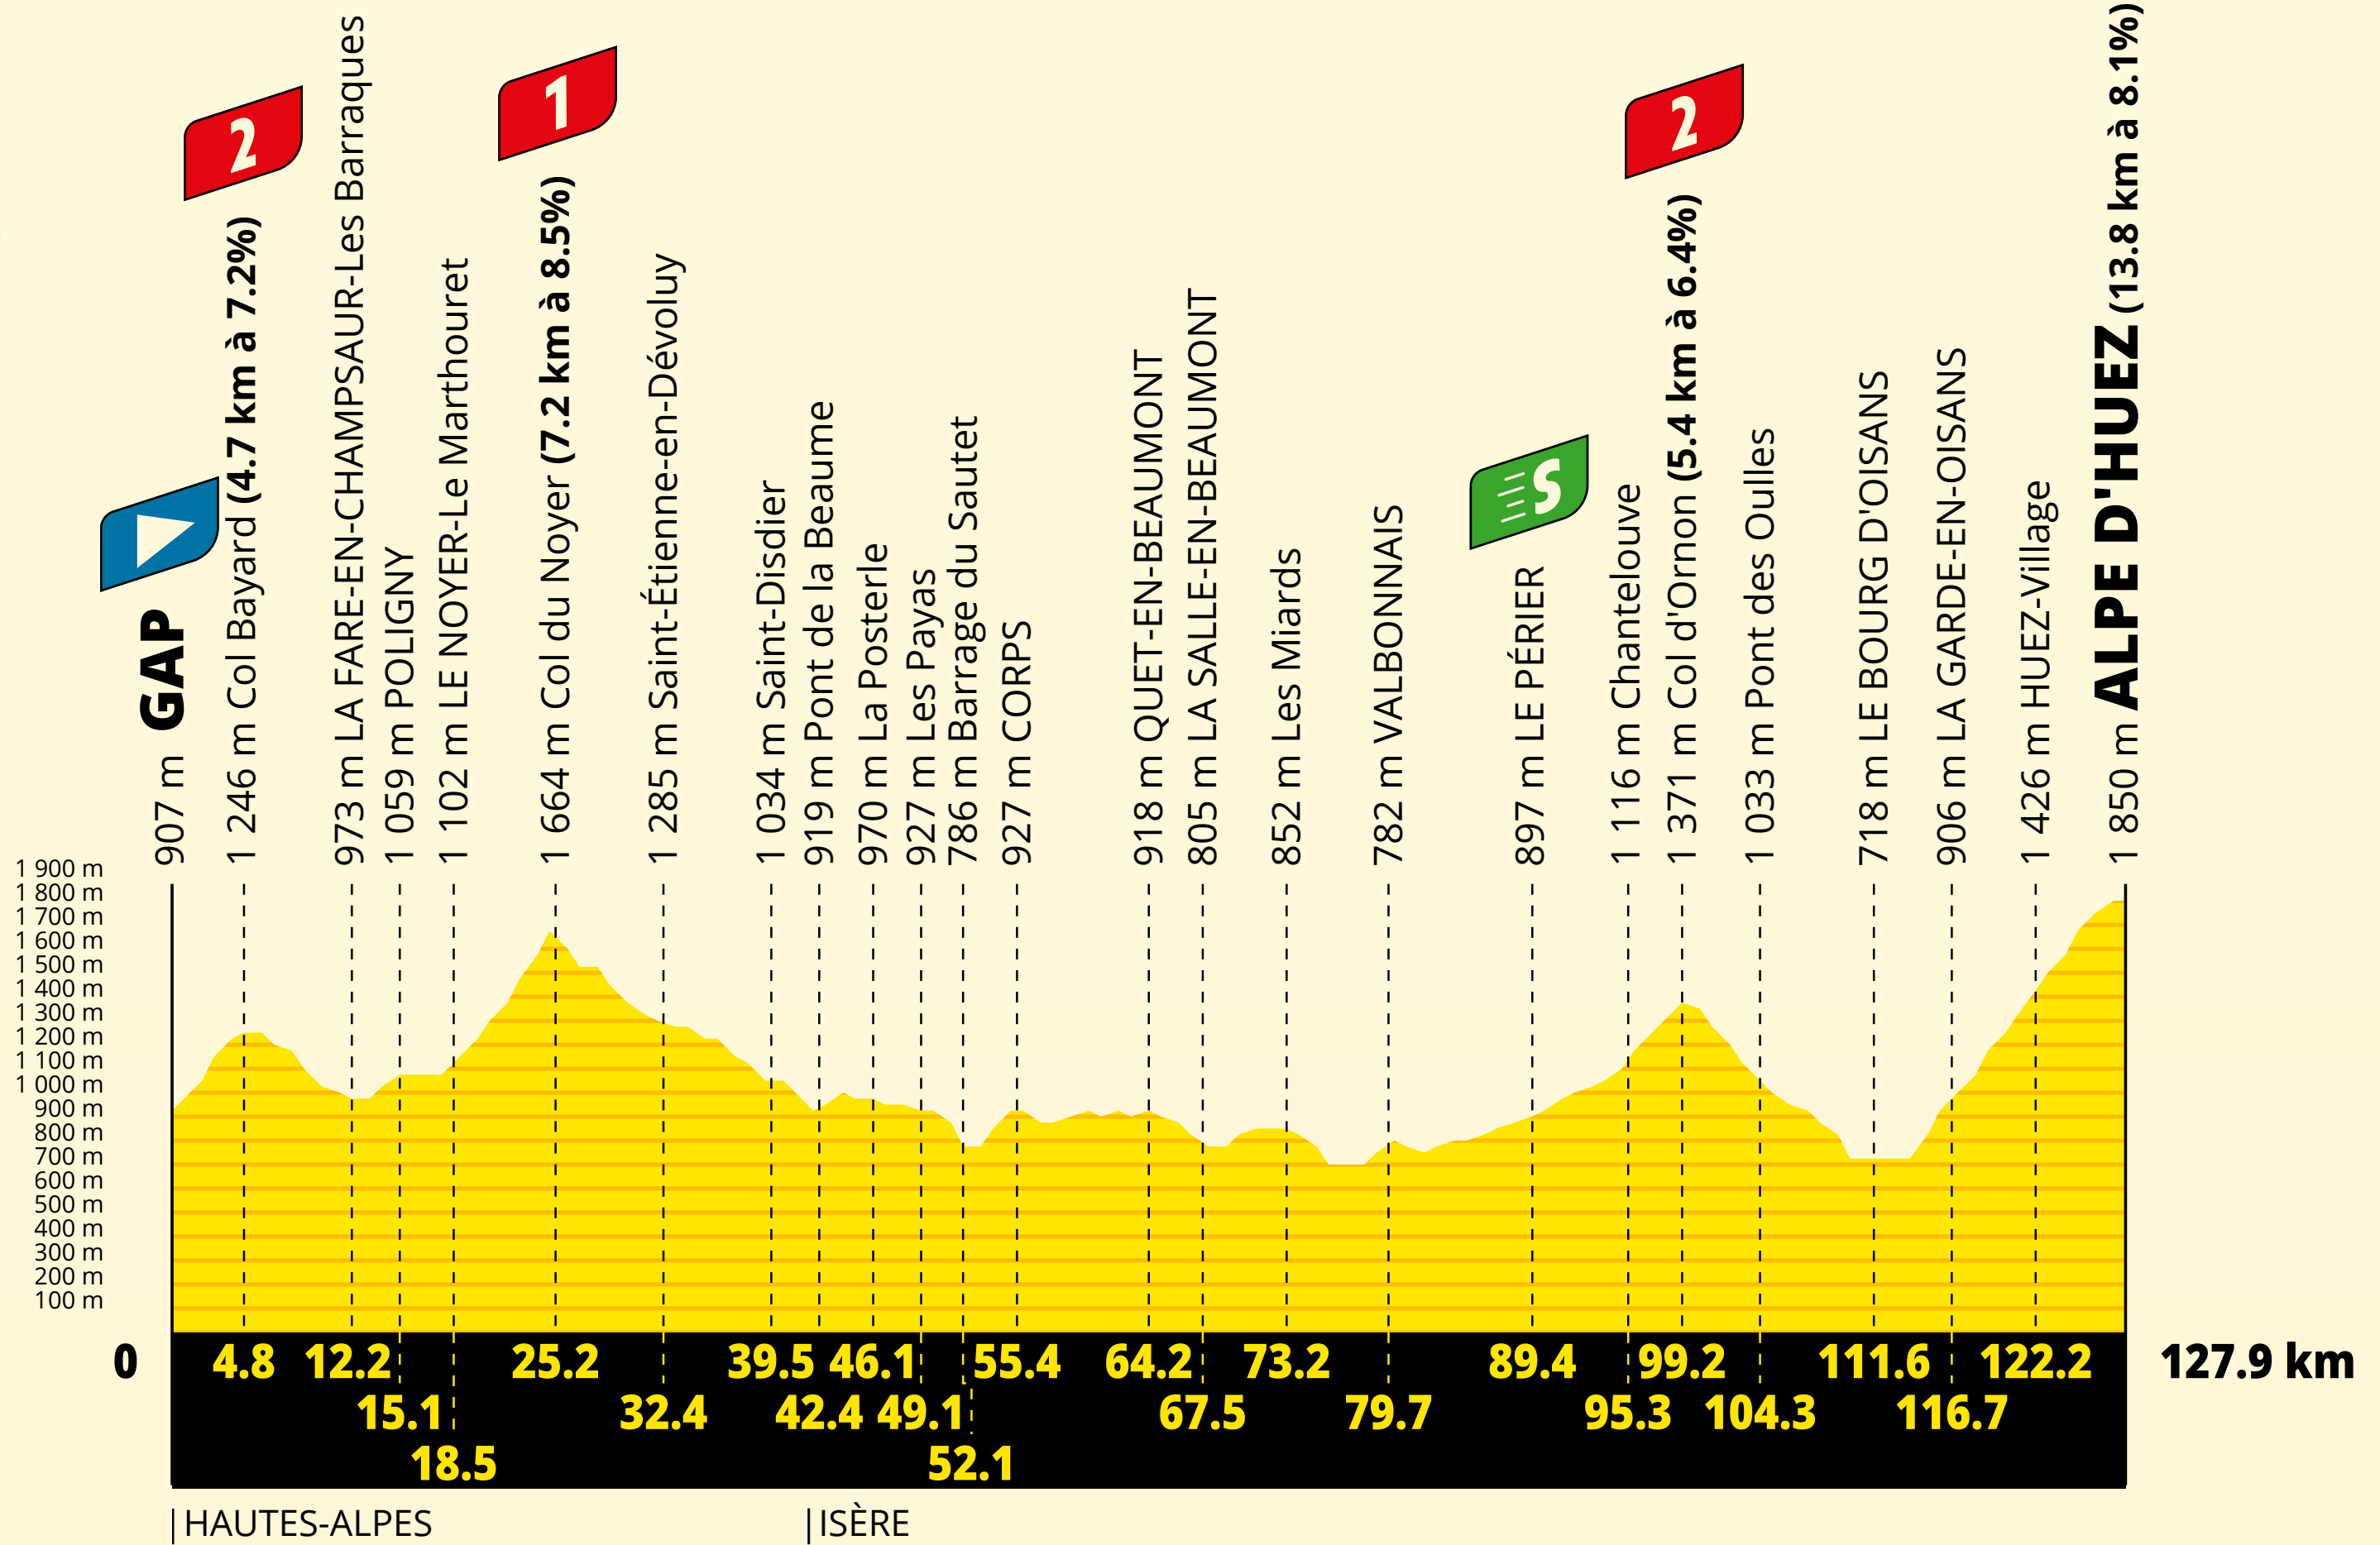 2
1
2
S
907 m GAP
1 246 m Col Bayard (4.7 km à 7.2%)
973 m LA FARE-EN-CHAMPSAUR-Les Barraques
1 059 m POLIGNY
1 102 m LE NOYER-Le Marthouret
1 664 m Col du Noyer (7.2 km à 8.5%)
1 285 m Saint-Étienne-en-Dévoluy
1 034 m Saint-Disdier
919 m Pont de la Beaume
970 m La Posterle
927 m Les Payas
786 m Barrage du Sautet
927 m CORPS
918 m QUET-EN-BEAUMONT
805 m LA SALLE-EN-BEAUMONT
852 m Les Miards
782 m VALBONNAIS
897 m LE PÉRIER
1 116 m Chantelouve
1 371 m Col d'Ornon (5.4 km à 6.4%)
1 033 m Pont des Oulles
718 m LE BOURG D'OISANS
906 m LA GARDE-EN-OISANS
1 426 m HUEZ-Village
1 850 m ALPE D'HUEZ (13.8 km à 8.1%)
1 900 m
1 800 m
1 700 m
1 600 m
1 500 m
1 400 m
1 300 m
1 200 m
1 100 m
1 000 m
900 m
800 m
700 m
600 m
500 m
400 m
300 m
200 m
100 m
0 4.8 12.2 25.2 39.5 46.1 55.4 64.2 73.2 89.4 99.2 111.6 122.2 127.9 km
15.1 32.4 42.4 49.1 67.5 79.7 95.3 104.3 116.7
18.5 52.1
|HAUTES-ALPES |ISÈRE